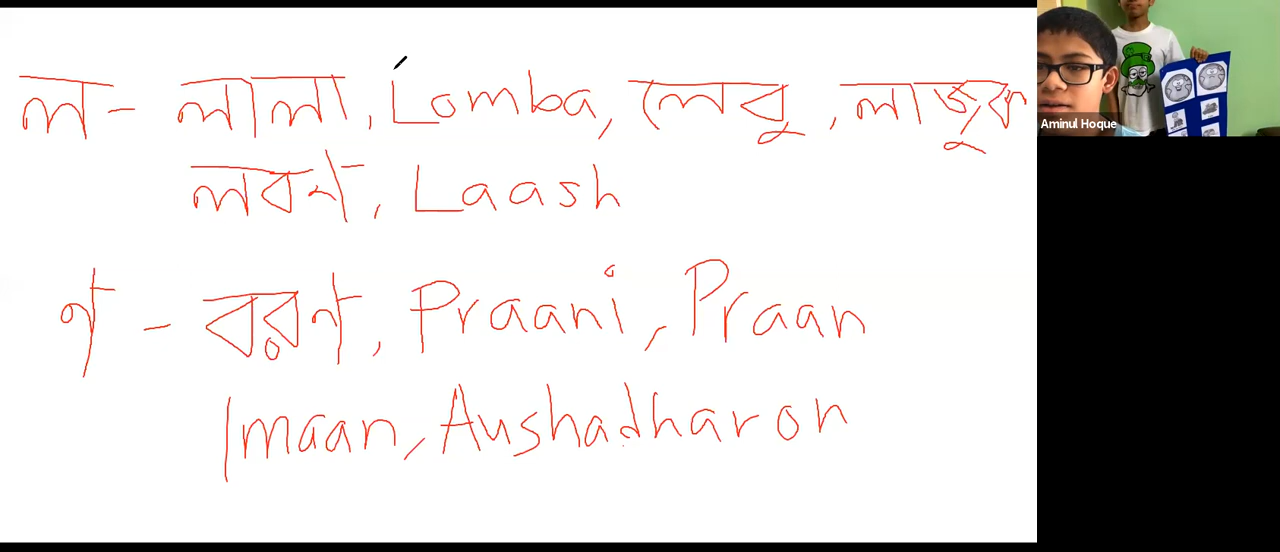 ল - লালা, Lomba, লেবু, লাজুক
লবণ, Laash
ণ - বরণ, Praani, Praan
Imaan, Aushadharon
Aminul Hoque